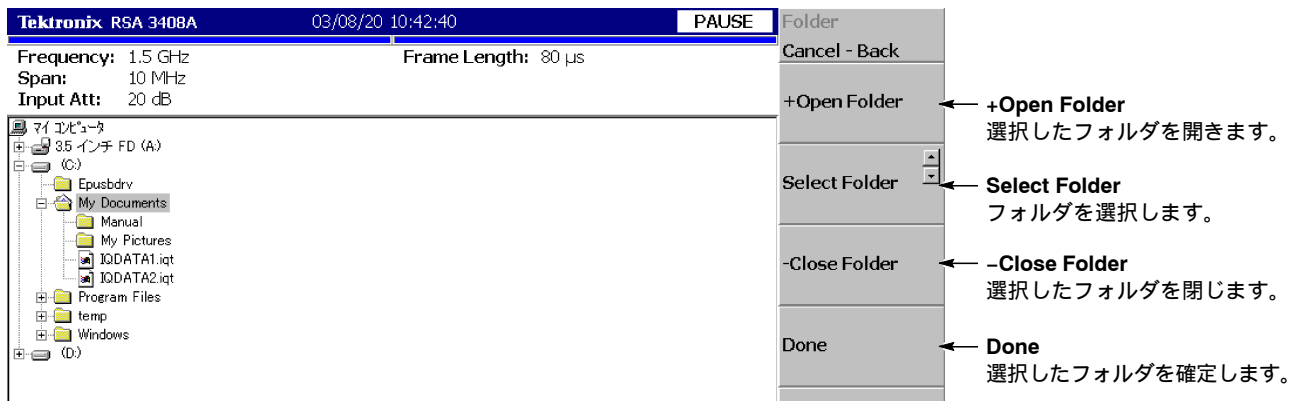 Tektronix RSA 3408A 03/08/20 10:42:40 PAUSE
Frequency: 1.5 GHz Frame Length: 80 µs
Span: 10 MHz
Input Att: 20 dB
マイ コンピュータ
3.5 インチ FD (A:)
(C:)
Epusbdrv
My Documents
Manual
My Pictures
IQDATA1.iqt
IQDATA2.iqt
Program Files
temp
Windows
(D:)
Folder
Cancel - Back
+Open Folder
Select Folder
-Close Folder
Done
+Open Folder
選択したフォルダを開きます。
Select Folder
フォルダを選択します。
–Close Folder
選択したフォルダを閉じます。
Done
選択したフォルダを確定します。